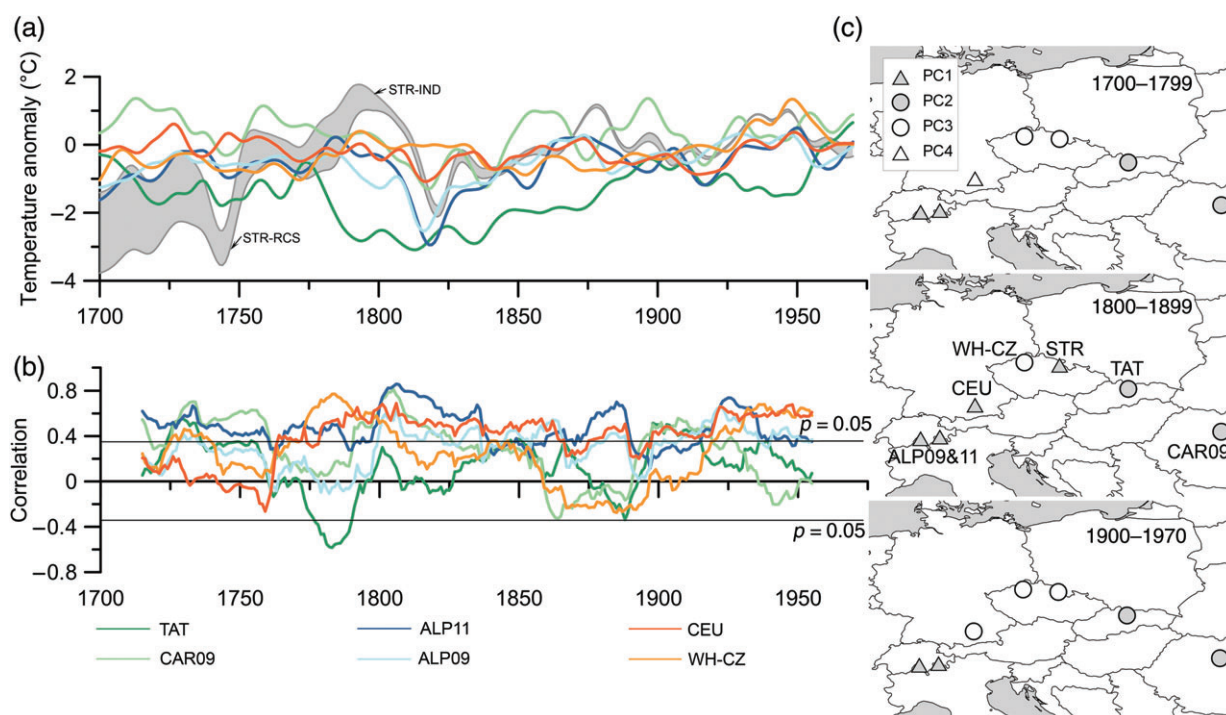 (a)
Temperature anomaly (°C)
2
0
−2
−4
STR-IND
STR-RCS
1700
1750
1800
1850
1900
1950
(b)
Correlation
0.8
0.4
0
−0.4
−0.8
p = 0.05
p = 0.05
1700
1750
1800
1850
1900
1950
TAT
ALP11
CEU
CAR09
ALP09
WH-CZ
(c)
PC1
PC2
PC3
PC4
1700–1799
1800–1899
WH-CZ
STR
TAT
CEU
ALP09&11
CAR09
1900–1970